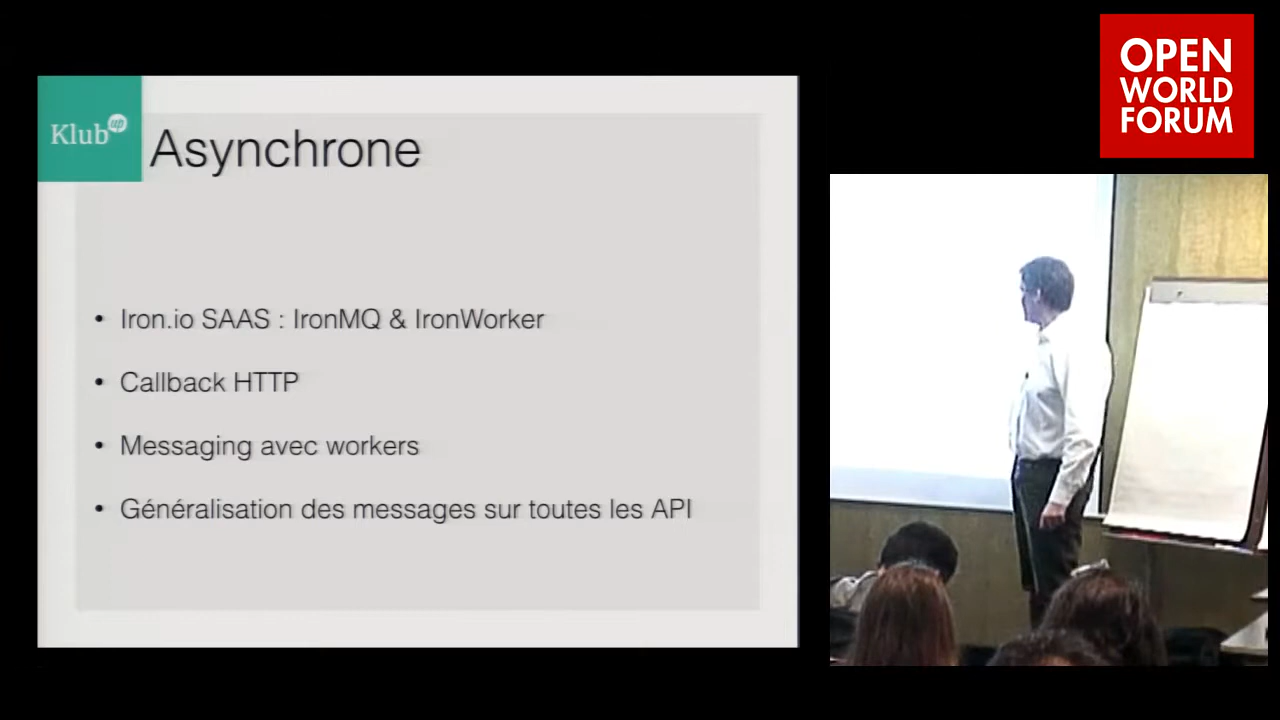 Klub up
Asynchrone
• Iron.io SAAS : IronMQ & IronWorker
• Callback HTTP
• Messaging avec workers
• Généralisation des messages sur toutes les API
OPEN
WORLD
FORUM